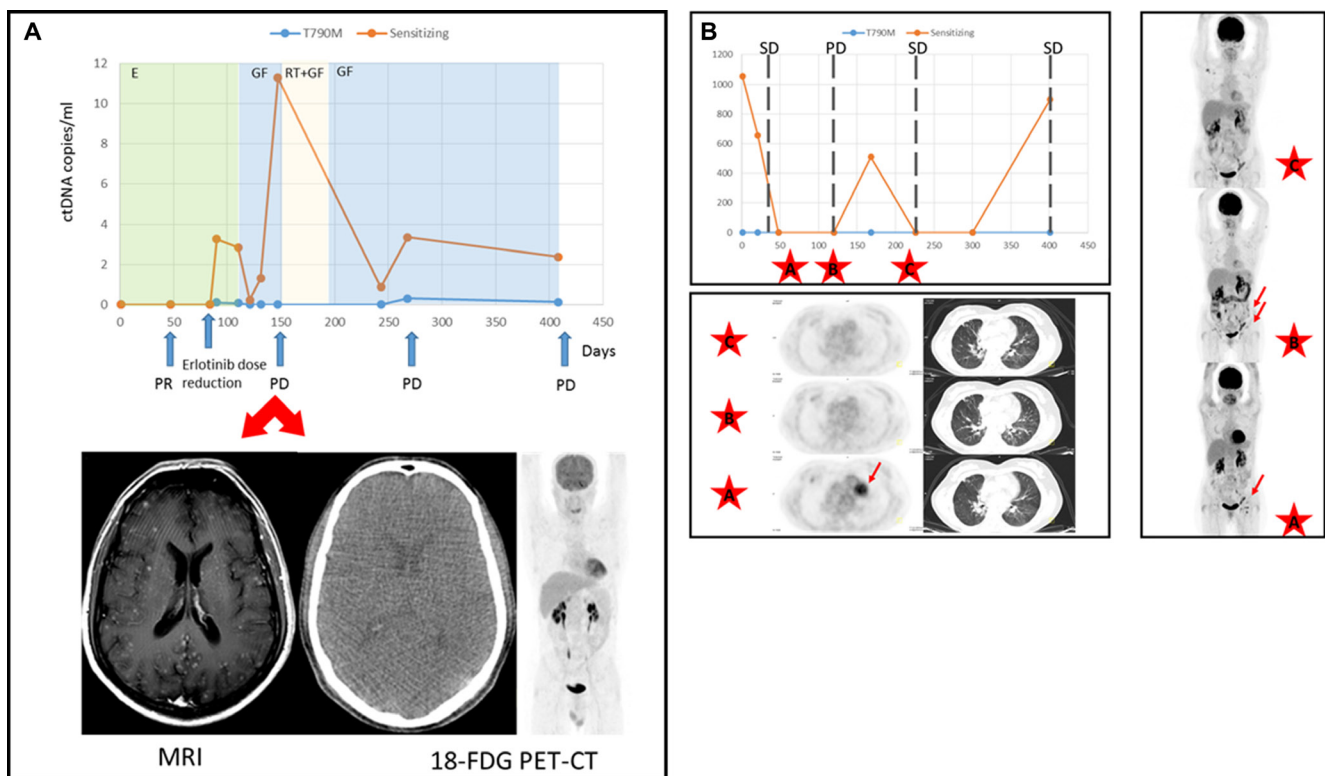 A
T790M Sensitizing
E GF RT+GF GF
12
10
8
6
4
2
0
ctDNA copies/ml
0 50 100 150 200 250 300 350 400 450
Days
PR
Erlotinib dose
reduction
PD
PD
PD
MRI
18-FDG PET-CT
B
T790M Sensitizing
SD PD SD SD
1200
1000
800
600
400
200
0
0 50 100 150 200 250 300 350 400 450
A B C
C
B
A
C
B
A